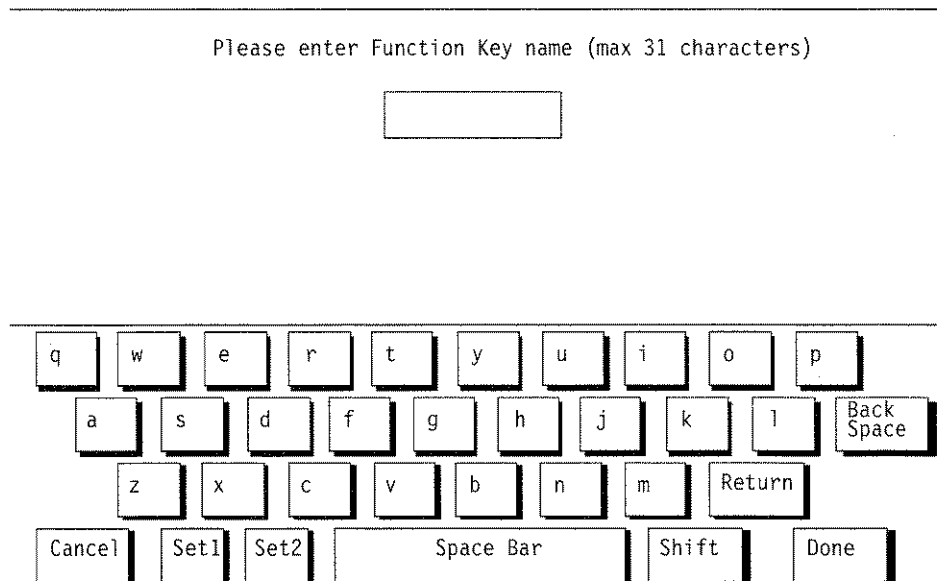 Please enter Function Key name (max 31 characters)
q w e r t y u i o p
a s d f g h j k l Back Space
z x c v b n m Return
Cancel Set1 Set2 Space Bar Shift Done